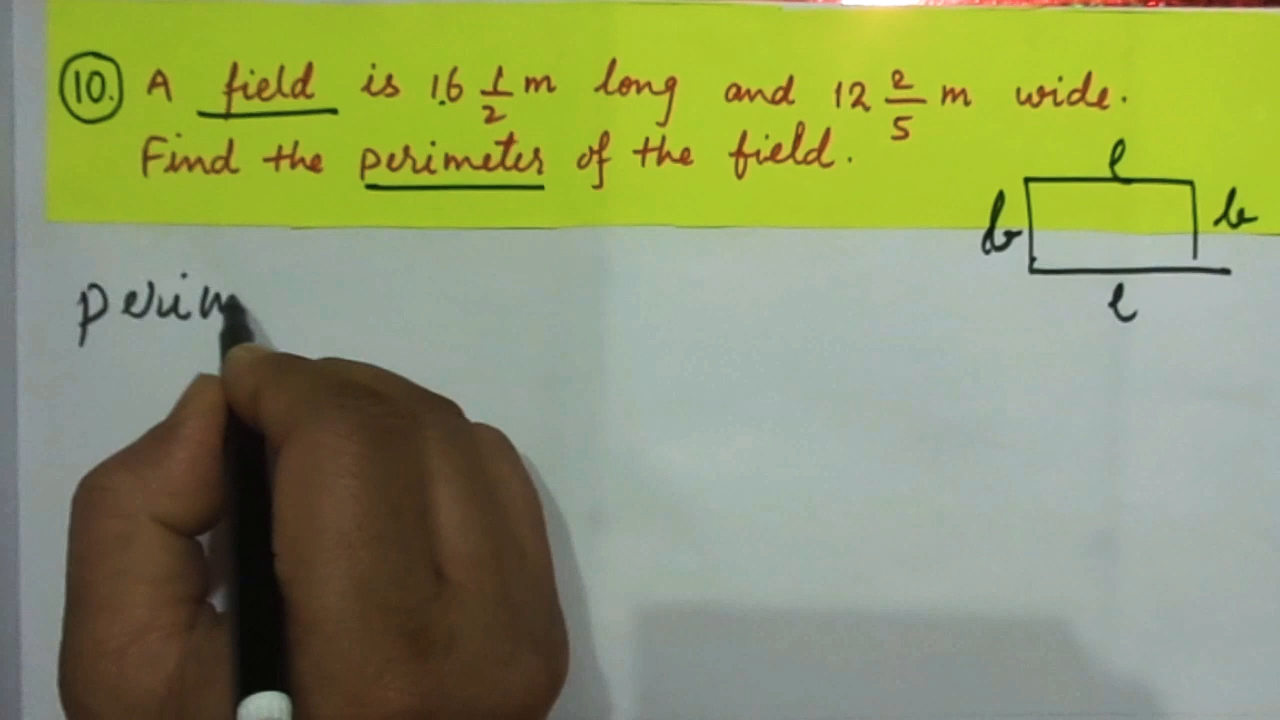 10. A field is 16 1/2 m long and 12 2/5 m wide.
Find the perimeter of the field.
l
b b
l
perim